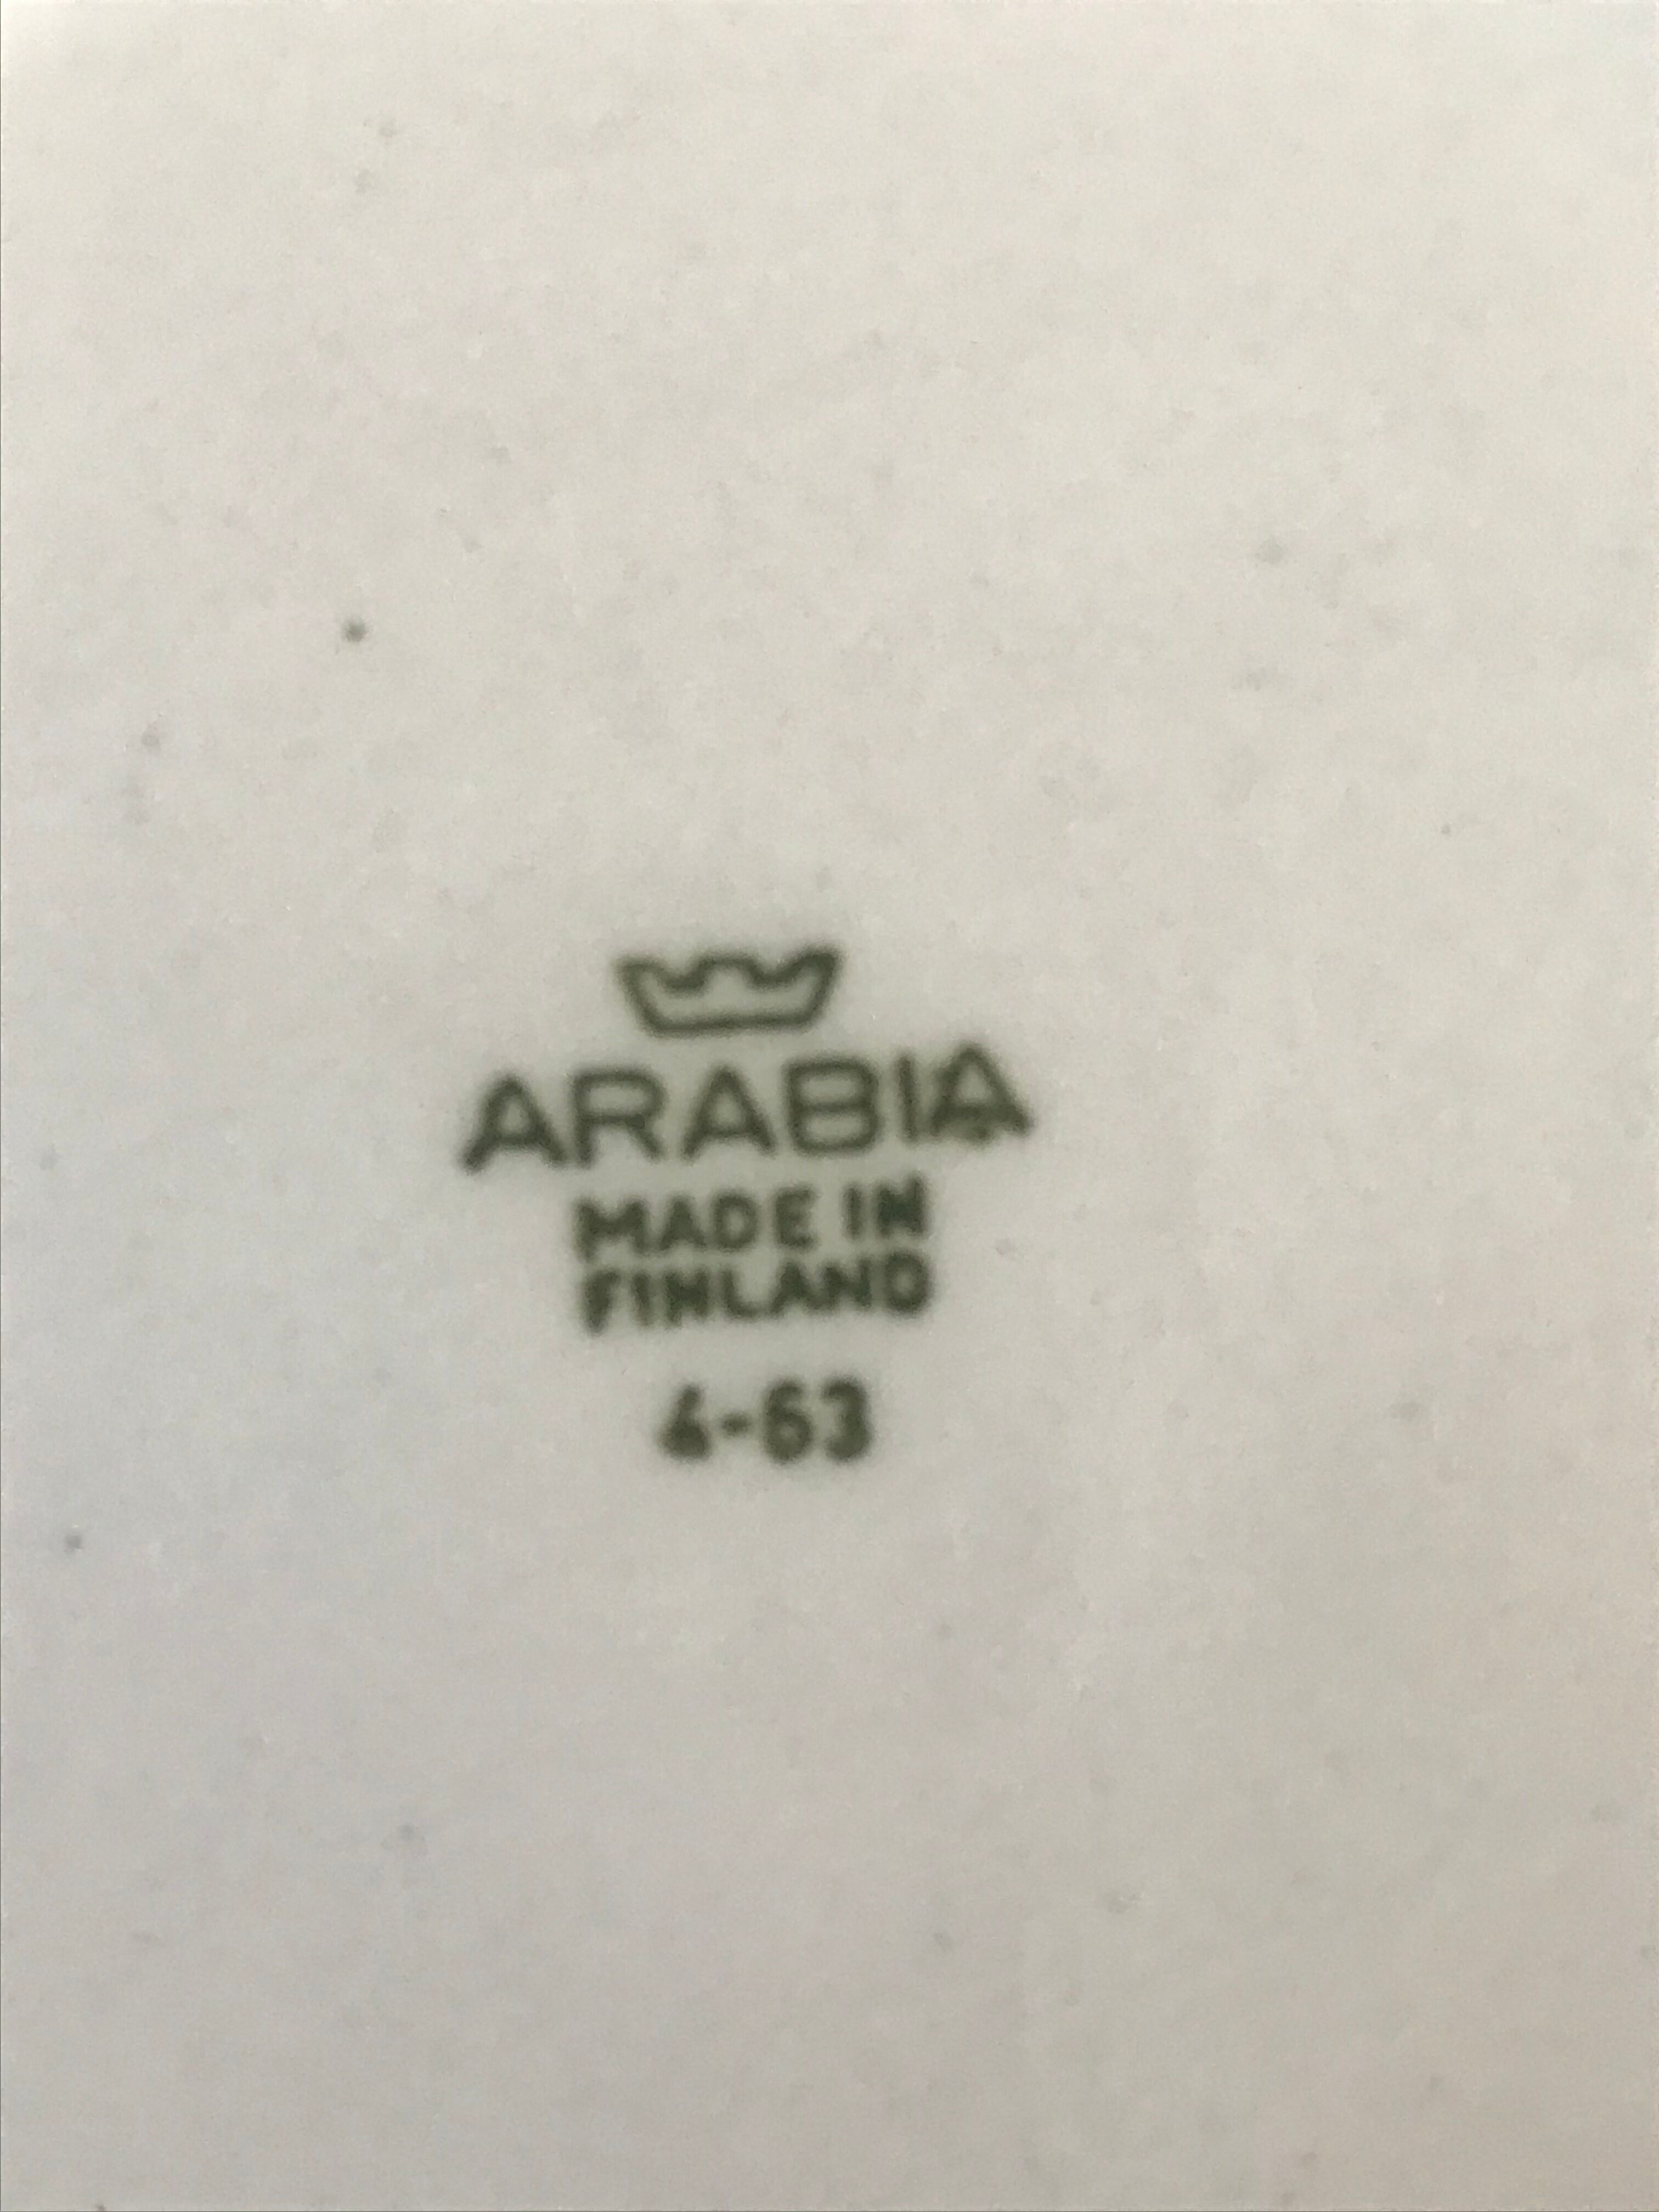 ARABIA
MADE IN
FINLAND
4-63